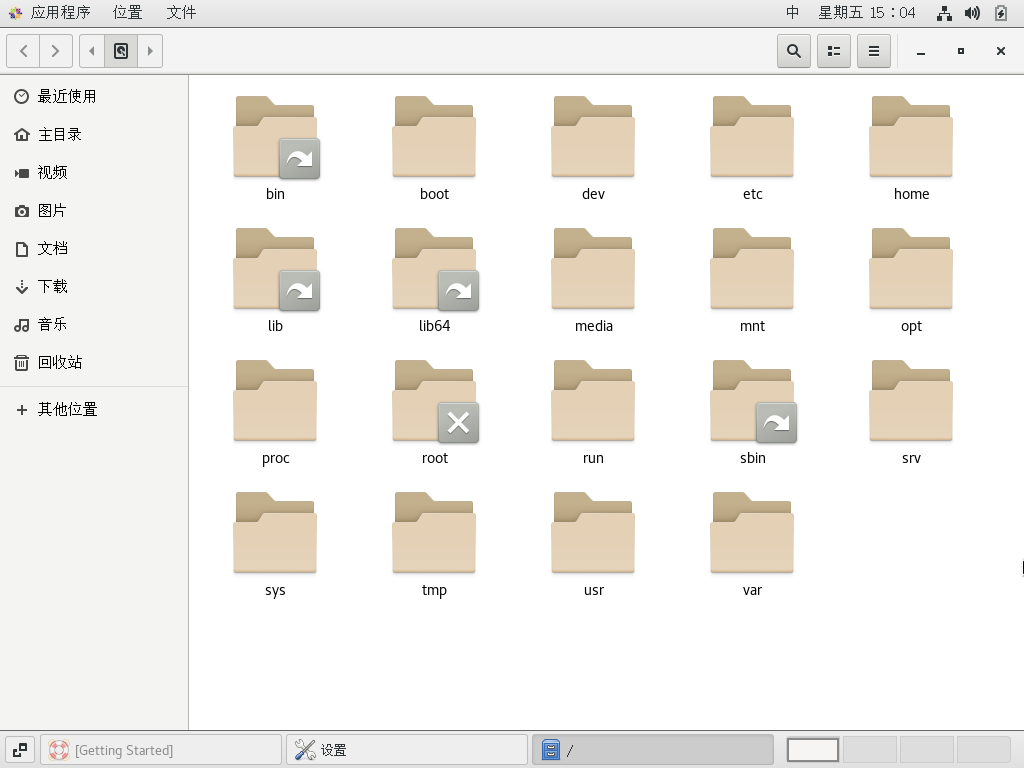 应用程序 位置 文件 中 星期五 15：04
最近使用
主目录
视频
图片
文档
下载
音乐
回收站
其他位置
bin boot dev etc home
lib lib64 media mnt opt
proc root run sbin srv
sys tmp usr var
[Getting Started] 设置 /